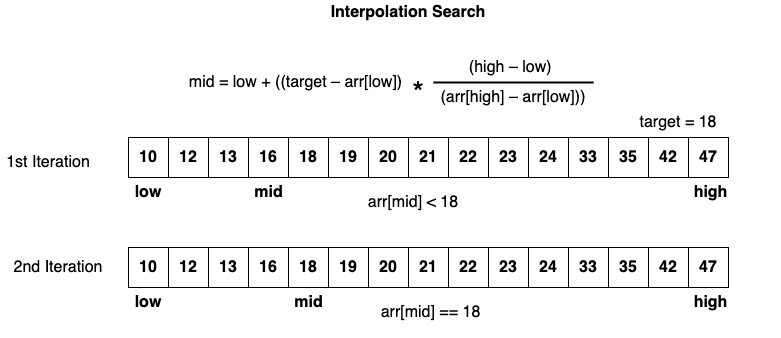 Interpolation Search
mid = low + ((target – arr[low]) * (high – low)
(arr[high] – arr[low]))
target = 18
1st Iteration 10 12 13 16 18 19 20 21 22 23 24 33 35 42 47
low mid high
arr[mid] < 18
2nd Iteration 10 12 13 16 18 19 20 21 22 23 24 33 35 42 47
low mid high
arr[mid] == 18